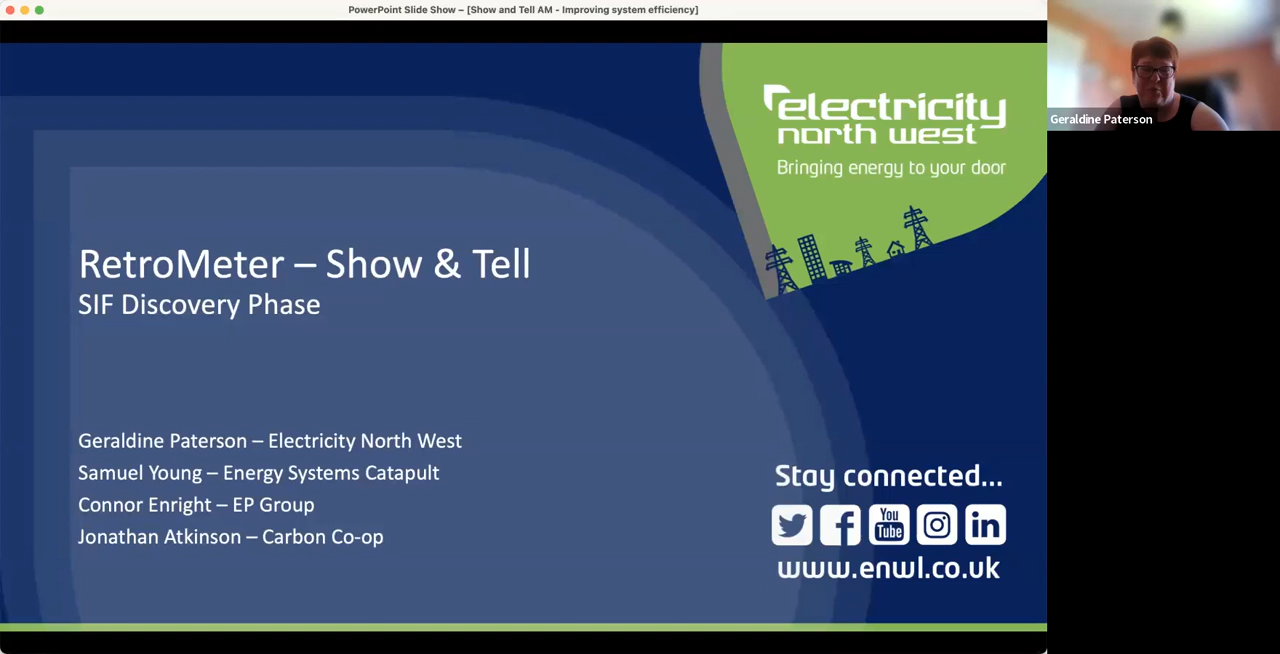 PowerPoint Slide Show – [Show and Tell AM - Improving system efficiency]
electricity
north west
Bringing energy to your door
Geraldine Paterson
RetroMeter – Show & Tell
SIF Discovery Phase
Geraldine Paterson – Electricity North West
Samuel Young – Energy Systems Catapult
Connor Enright – EP Group
Jonathan Atkinson – Carbon Co-op
Stay connected...
You
Tube
in
www.enwl.co.uk